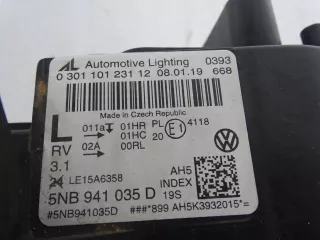 AL Automotive Lighting 0393
0 301 101 231 12 08.01.19 668
Made in Czech Republic
L 011a 01HR PL E1 4118
01HC 20
RV 02A 00RL
3.1
LE15A6358 AH5
INDEX
5NB 941 035 D 19S
#5NB941035D ###*899 AH5K3932015*=